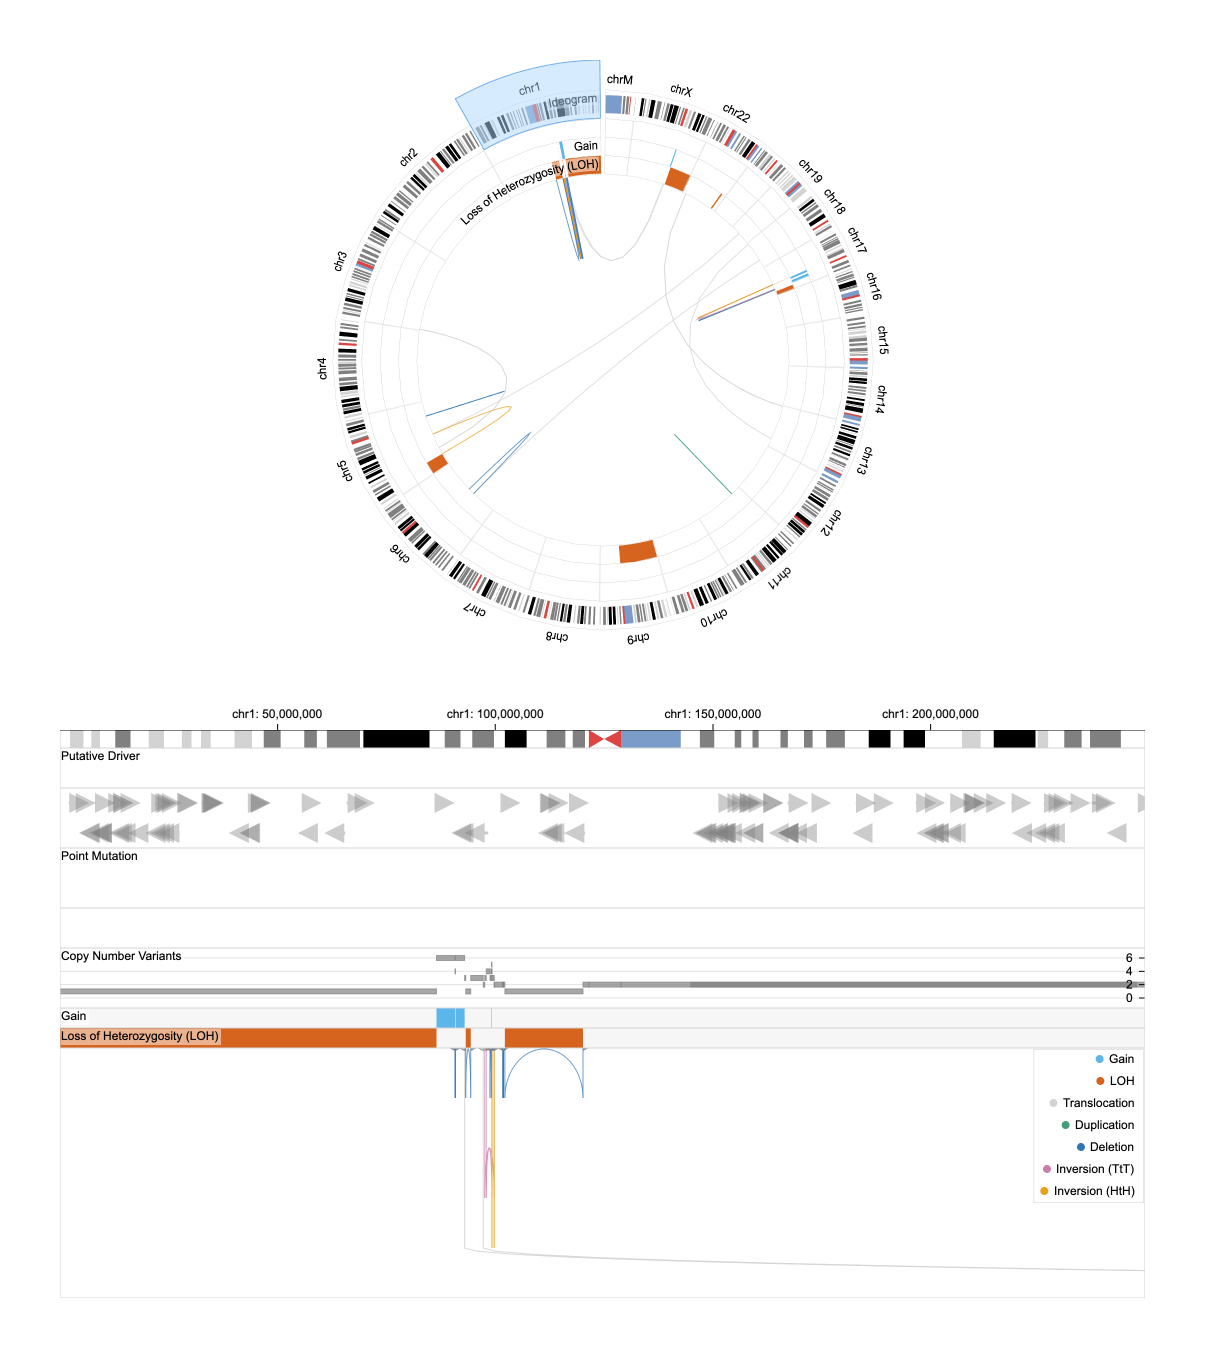 chrM
chrX
chr22
chr19
chr18
chr17
chr16
chr15
chr14
chr13
chr12
chr11
chr10
chr9
chr8
chr7
chr6
chr5
chr4
chr3
chr2
chr1
Ideogram
Gain
Loss of Heterozygosity (LOH)
chr1: 50,000,000 chr1: 100,000,000 chr1: 150,000,000 chr1: 200,000,000
Putative Driver
Point Mutation
Copy Number Variants
6
4
2
0
Gain
Loss of Heterozygosity (LOH)
Gain
LOH
Translocation
Duplication
Deletion
Inversion (TtT)
Inversion (HtH)